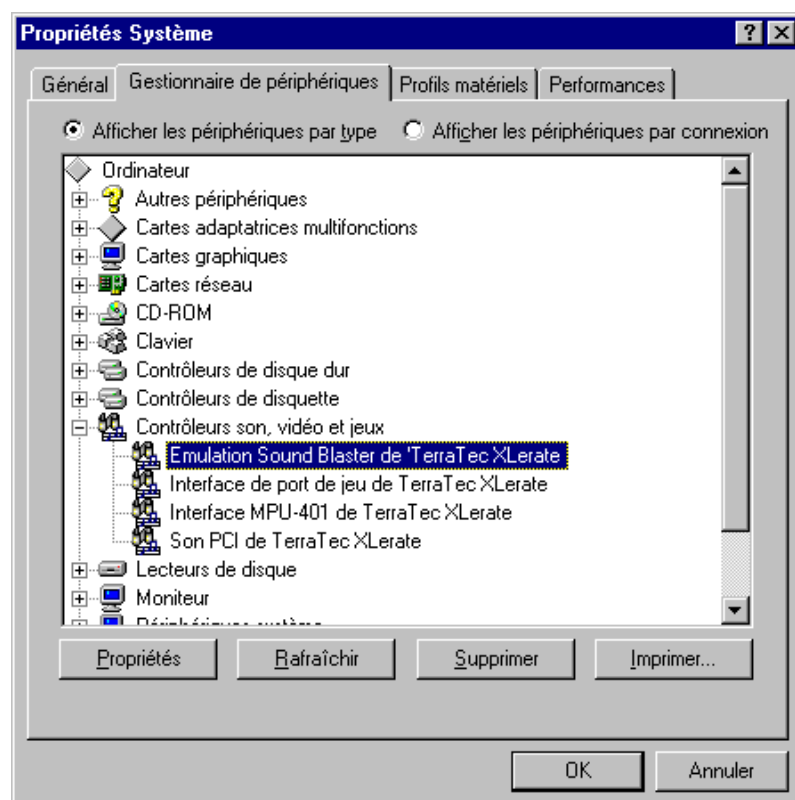 Propriétés Système
Général Gestionnaire de périphériques Profils matériels Performances
Afficher les périphériques par type Afficher les périphériques par connexion
Ordinateur
Autres périphériques
Cartes adaptatrices multifonctions
Cartes graphiques
Cartes réseau
CD-ROM
Clavier
Contrôleurs de disque dur
Contrôleurs de disquette
Contrôleurs son, vidéo et jeux
Emulation Sound Blaster de 'TerraTec XLerate
Interface de port de jeu de TerraTec XLerate
Interface MPU-401 de TerraTec XLerate
Son PCI de TerraTec XLerate
Lecteurs de disque
Moniteur
Périphériques système
Propriétés Rafraîchir Supprimer Imprimer...
OK Annuler